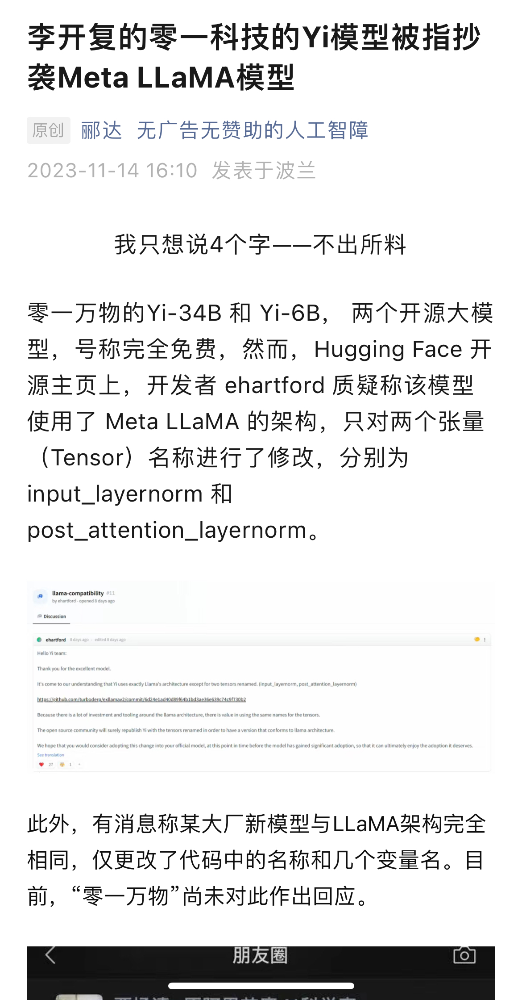 李开复的零一科技的Yi模型被指抄
袭Meta LLaMA模型
原创 郦达 无广告无赞助的人工智障
2023-11-14 16:10 发表于波兰
我只想说4个字——不出所料
零一万物的Yi-34B 和 Yi-6B， 两个开源大模
型，号称完全免费，然而，Hugging Face 开
源主页上，开发者 ehartford 质疑称该模型
使用了 Meta LLaMA 的架构，只对两个张量
（Tensor）名称进行了修改，分别为
input_layernorm 和
post_attention_layernorm。
llama-compatibility #11
by ehartford · opened 8 days ago
Discussion
ehartford 8 days ago · edited 8 days ago
Hello Yi team:
Thank you for the excellent model.
It's come to our understanding that Yi uses exactly Llama's architecture except for two tensors renamed. (input_layernorm, post_attention_layernorm)
https://github.com/turboderp/exllamav2/commit/6d24e1ad40d89f64b1bd3ae36e639c74c9f730b2
Because there is a lot of investment and tooling around the llama architecture, there is value in using the same names for the tensors.
The open source community will surely republish Yi with the tensors renamed in order to have a version that conforms to llama architecture.
We hope that you would consider adopting this change into your official model, at this point in time before the model has gained significant adoption, so that it can ultimately enjoy the adoption it deserves.
See translation
27 1 +
此外，有消息称某大厂新模型与LLaMA架构完全
相同，仅更改了代码中的名称和几个变量名。目
前，“零一万物”尚未对此作出回应。
朋友圈